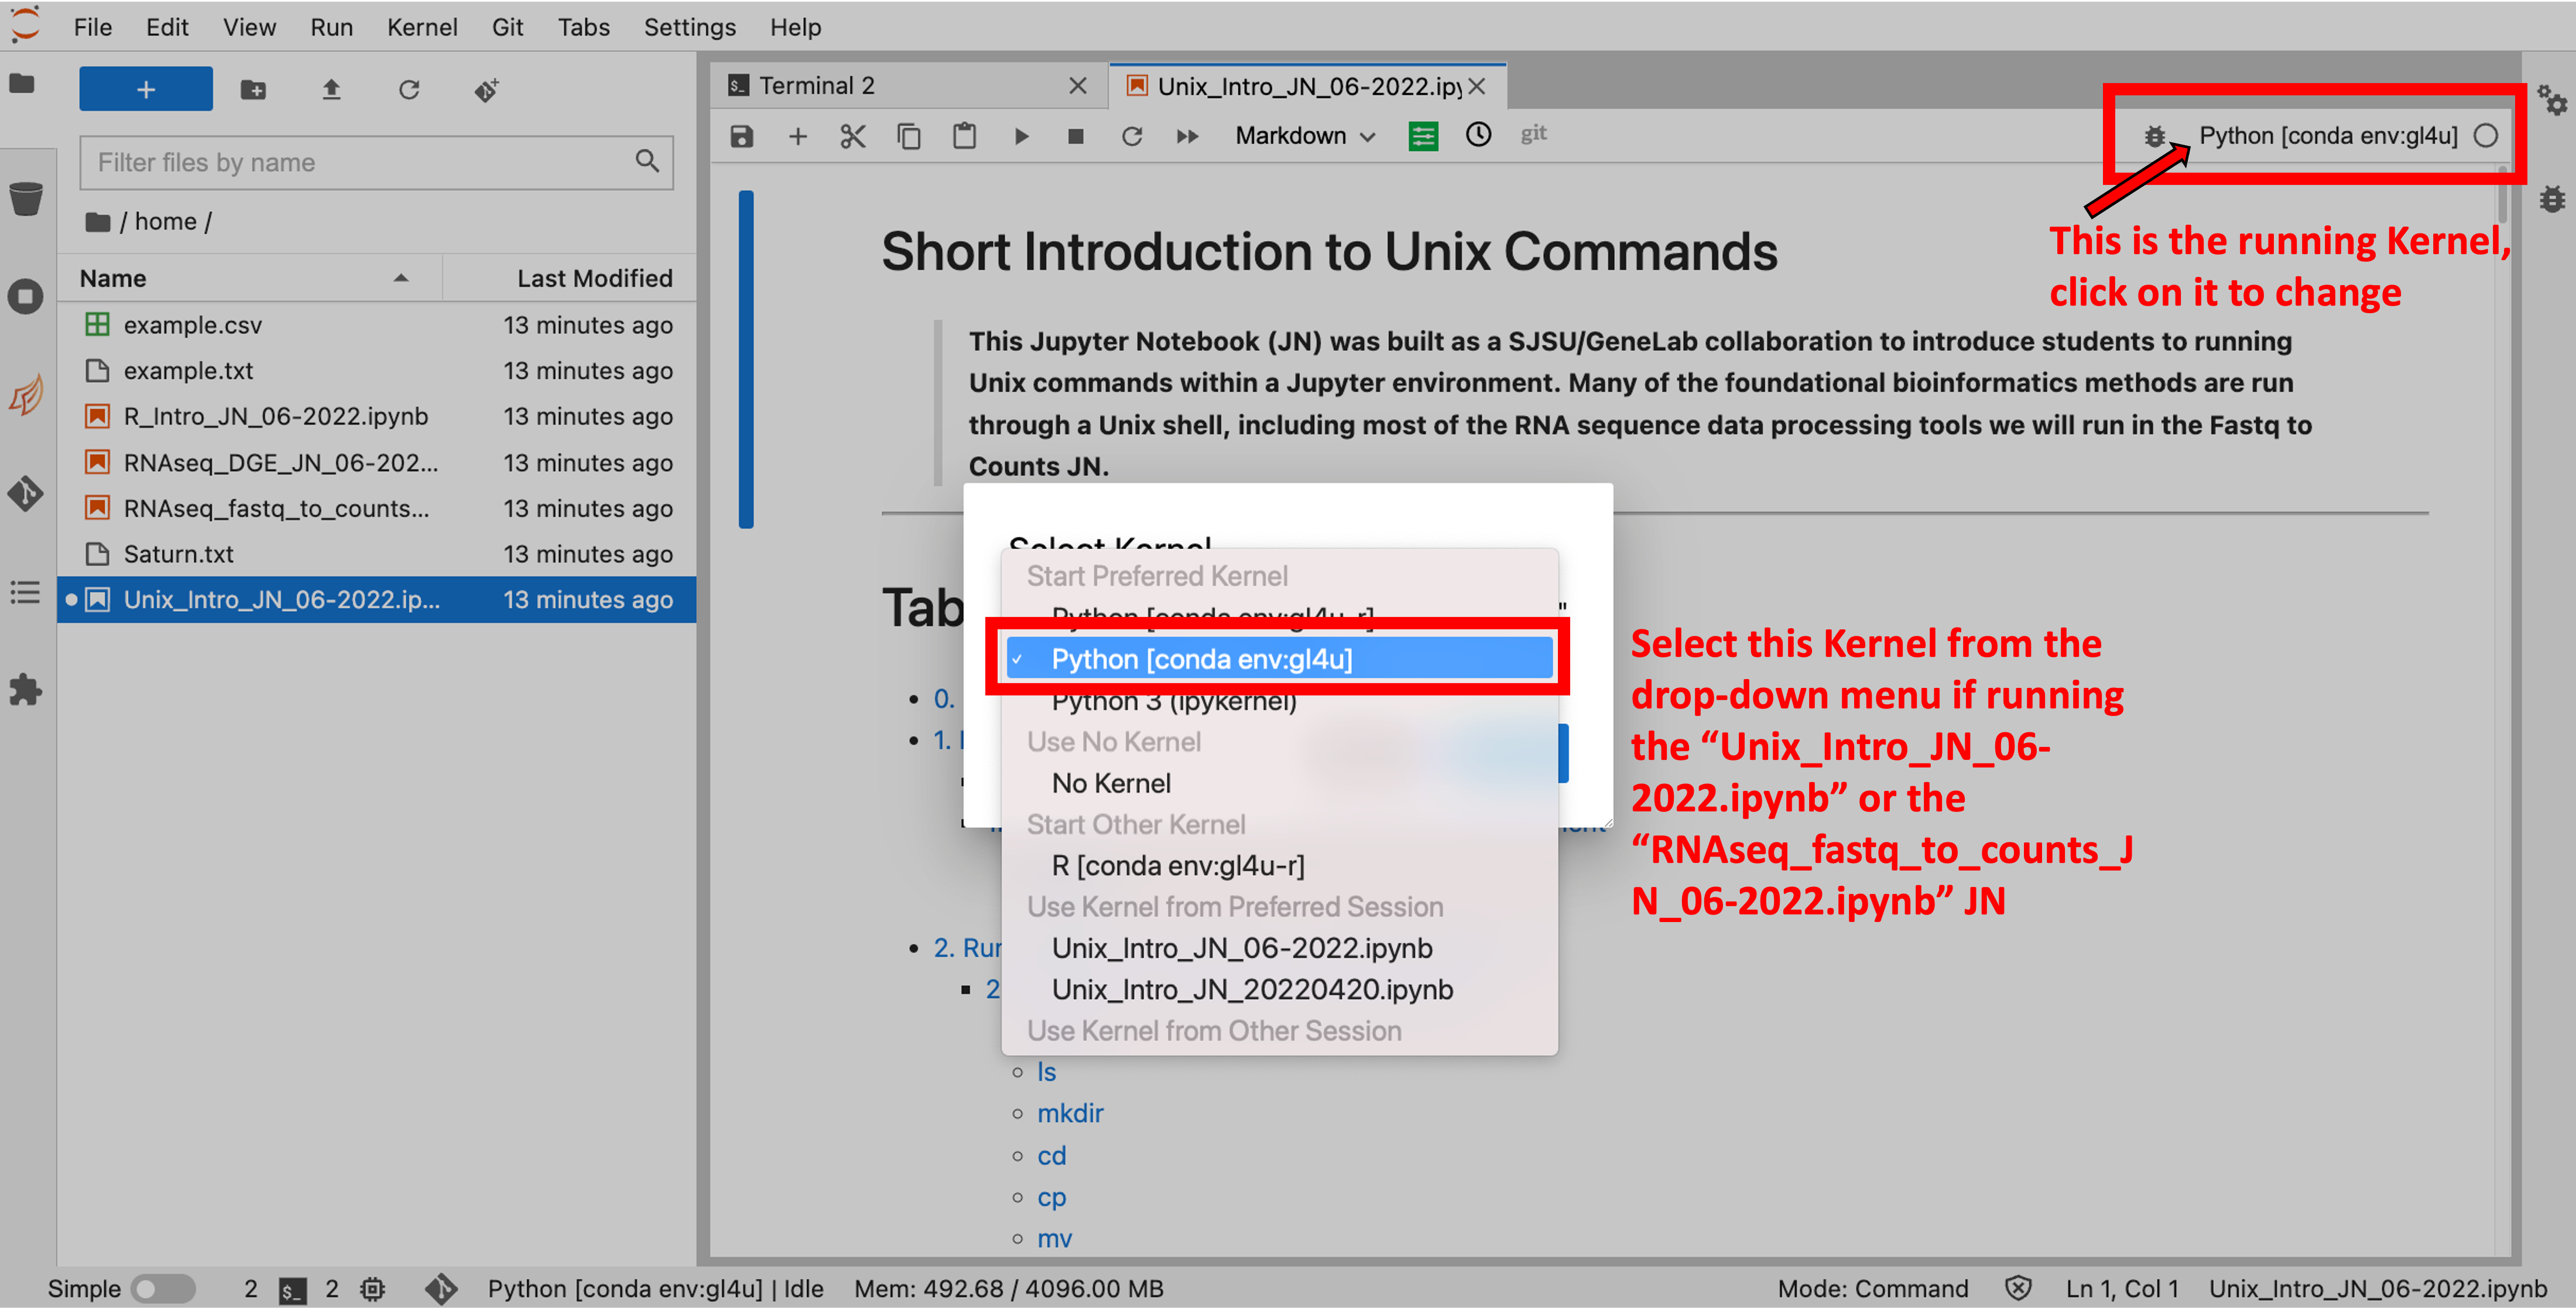 File Edit View Run Kernel Git Tabs Settings Help
+
Filter files by name
/ home /
Name Last Modified
example.csv 13 minutes ago
example.txt 13 minutes ago
R_Intro_JN_06-2022.ipynb 13 minutes ago
RNAseq_DGE_JN_06-202... 13 minutes ago
RNAseq_fastq_to_counts... 13 minutes ago
Saturn.txt 13 minutes ago
Unix_Intro_JN_06-2022.ip... 13 minutes ago
$_ Terminal 2
Unix_Intro_JN_06-2022.ipy
Markdown git
Python [conda env:gl4u]
This is the running Kernel,
click on it to change
Short Introduction to Unix Commands
This Jupyter Notebook (JN) was built as a SJSU/GeneLab collaboration to introduce students to running
Unix commands within a Jupyter environment. Many of the foundational bioinformatics methods are run
through a Unix shell, including most of the RNA sequence data processing tools we will run in the Fastq to
Counts JN.
Select Kernel
Tab
Start Preferred Kernel
Python [conda env:gl4u-r]
"
Python [conda env:gl4u]
Python 3 (ipykernel)
Use No Kernel
No Kernel
Start Other Kernel
R [conda env:gl4u-r]
Use Kernel from Preferred Session
Unix_Intro_JN_06-2022.ipynb
Unix_Intro_JN_20220420.ipynb
Use Kernel from Other Session
0.
1.
2. Run
2
ls
mkdir
cd
cp
mv
Select this Kernel from the
drop-down menu if running
the “Unix_Intro_JN_06-
2022.ipynb” or the
“RNAseq_fastq_to_counts_J
N_06-2022.ipynb” JN
Simple 2 $_ 2 Python [conda env:gl4u] | Idle Mem: 492.68 / 4096.00 MB
Mode: Command Ln 1, Col 1 Unix_Intro_JN_06-2022.ipynb